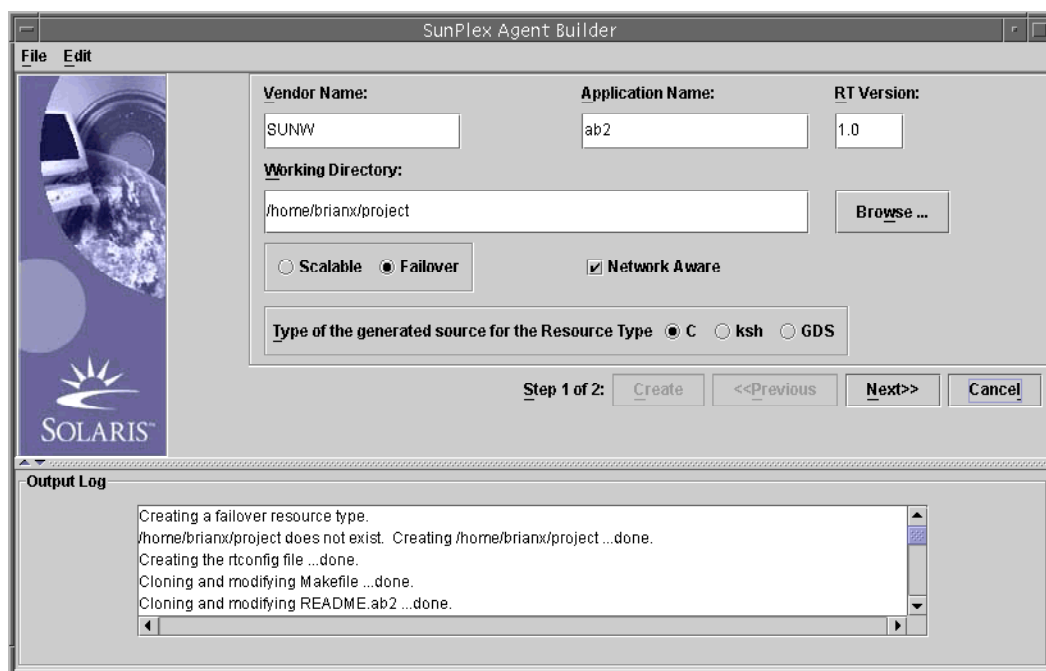 SunPlex Agent Builder
File Edit
Vendor Name: Application Name: RT Version:
SUNW ab2 1.0
Working Directory:
/home/brianx/project Browse ...
Scalable Failover Network Aware
Type of the generated source for the Resource Type C ksh GDS
Step 1 of 2: Create <<Previous Next>> Cancel
SOLARIS™
Output Log
Creating a failover resource type.
/home/brianx/project does not exist. Creating /home/brianx/project ...done.
Creating the rtconfig file ...done.
Cloning and modifying Makefile ...done.
Cloning and modifying README.ab2 ...done.